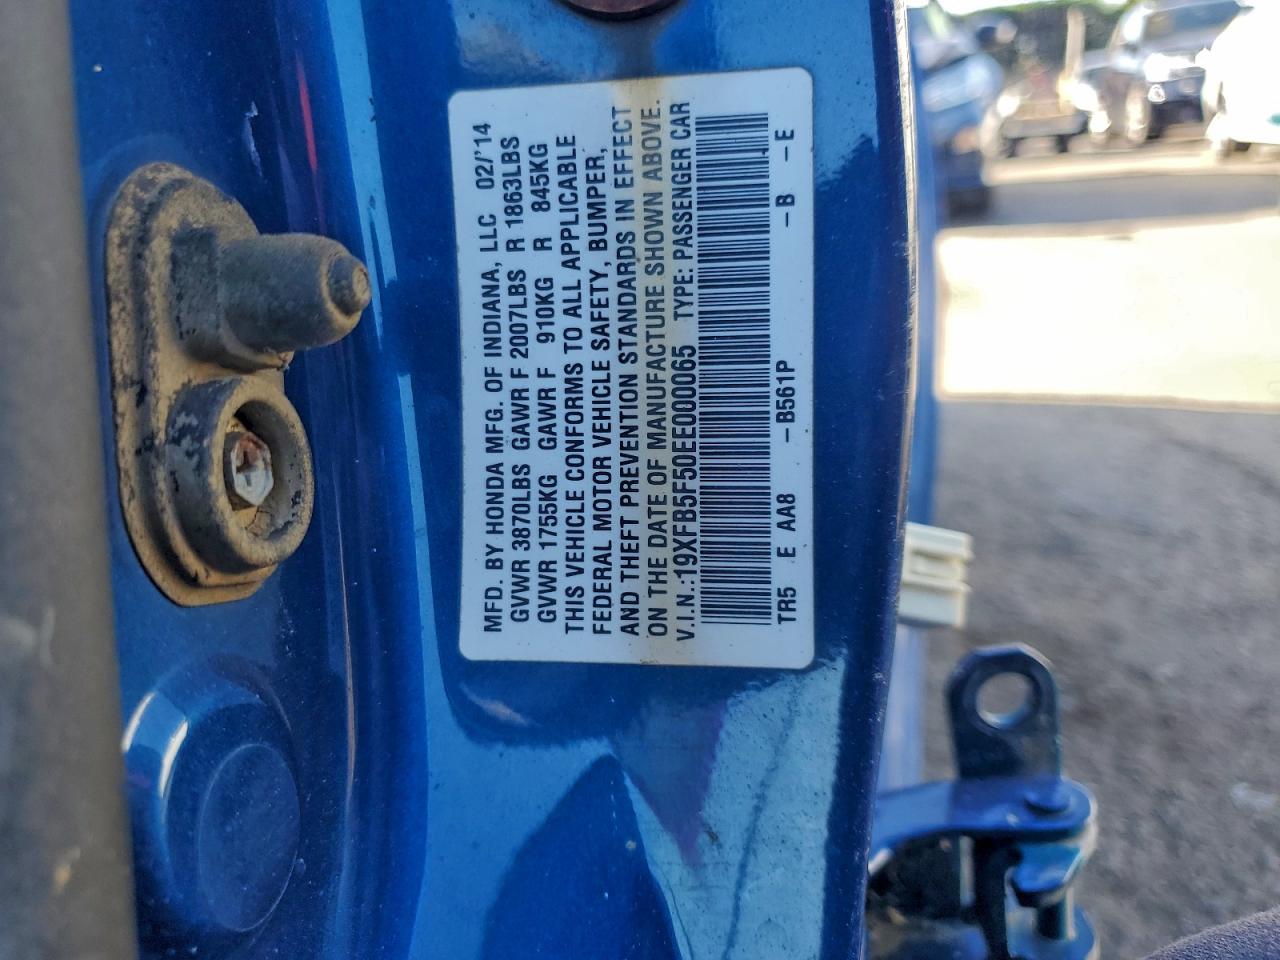 MFD. BY HONDA MFG. OF INDIANA, LLC 02/'14
GVWR 3870LBS GAWR F 2007LBS R 1863LBS
GVWR 1755KG GAWR F 910KG R 845KG
THIS VEHICLE CONFORMS TO ALL APPLICABLE
FEDERAL MOTOR VEHICLE SAFETY, BUMPER,
AND THEFT PREVENTION STANDARDS IN EFFECT
ON THE DATE OF MANUFACTURE SHOWN ABOVE.
V.I.N.:19XFB5F50EE000065 TYPE: PASSENGER CAR
TR5 E AA8 -B561P -B -E